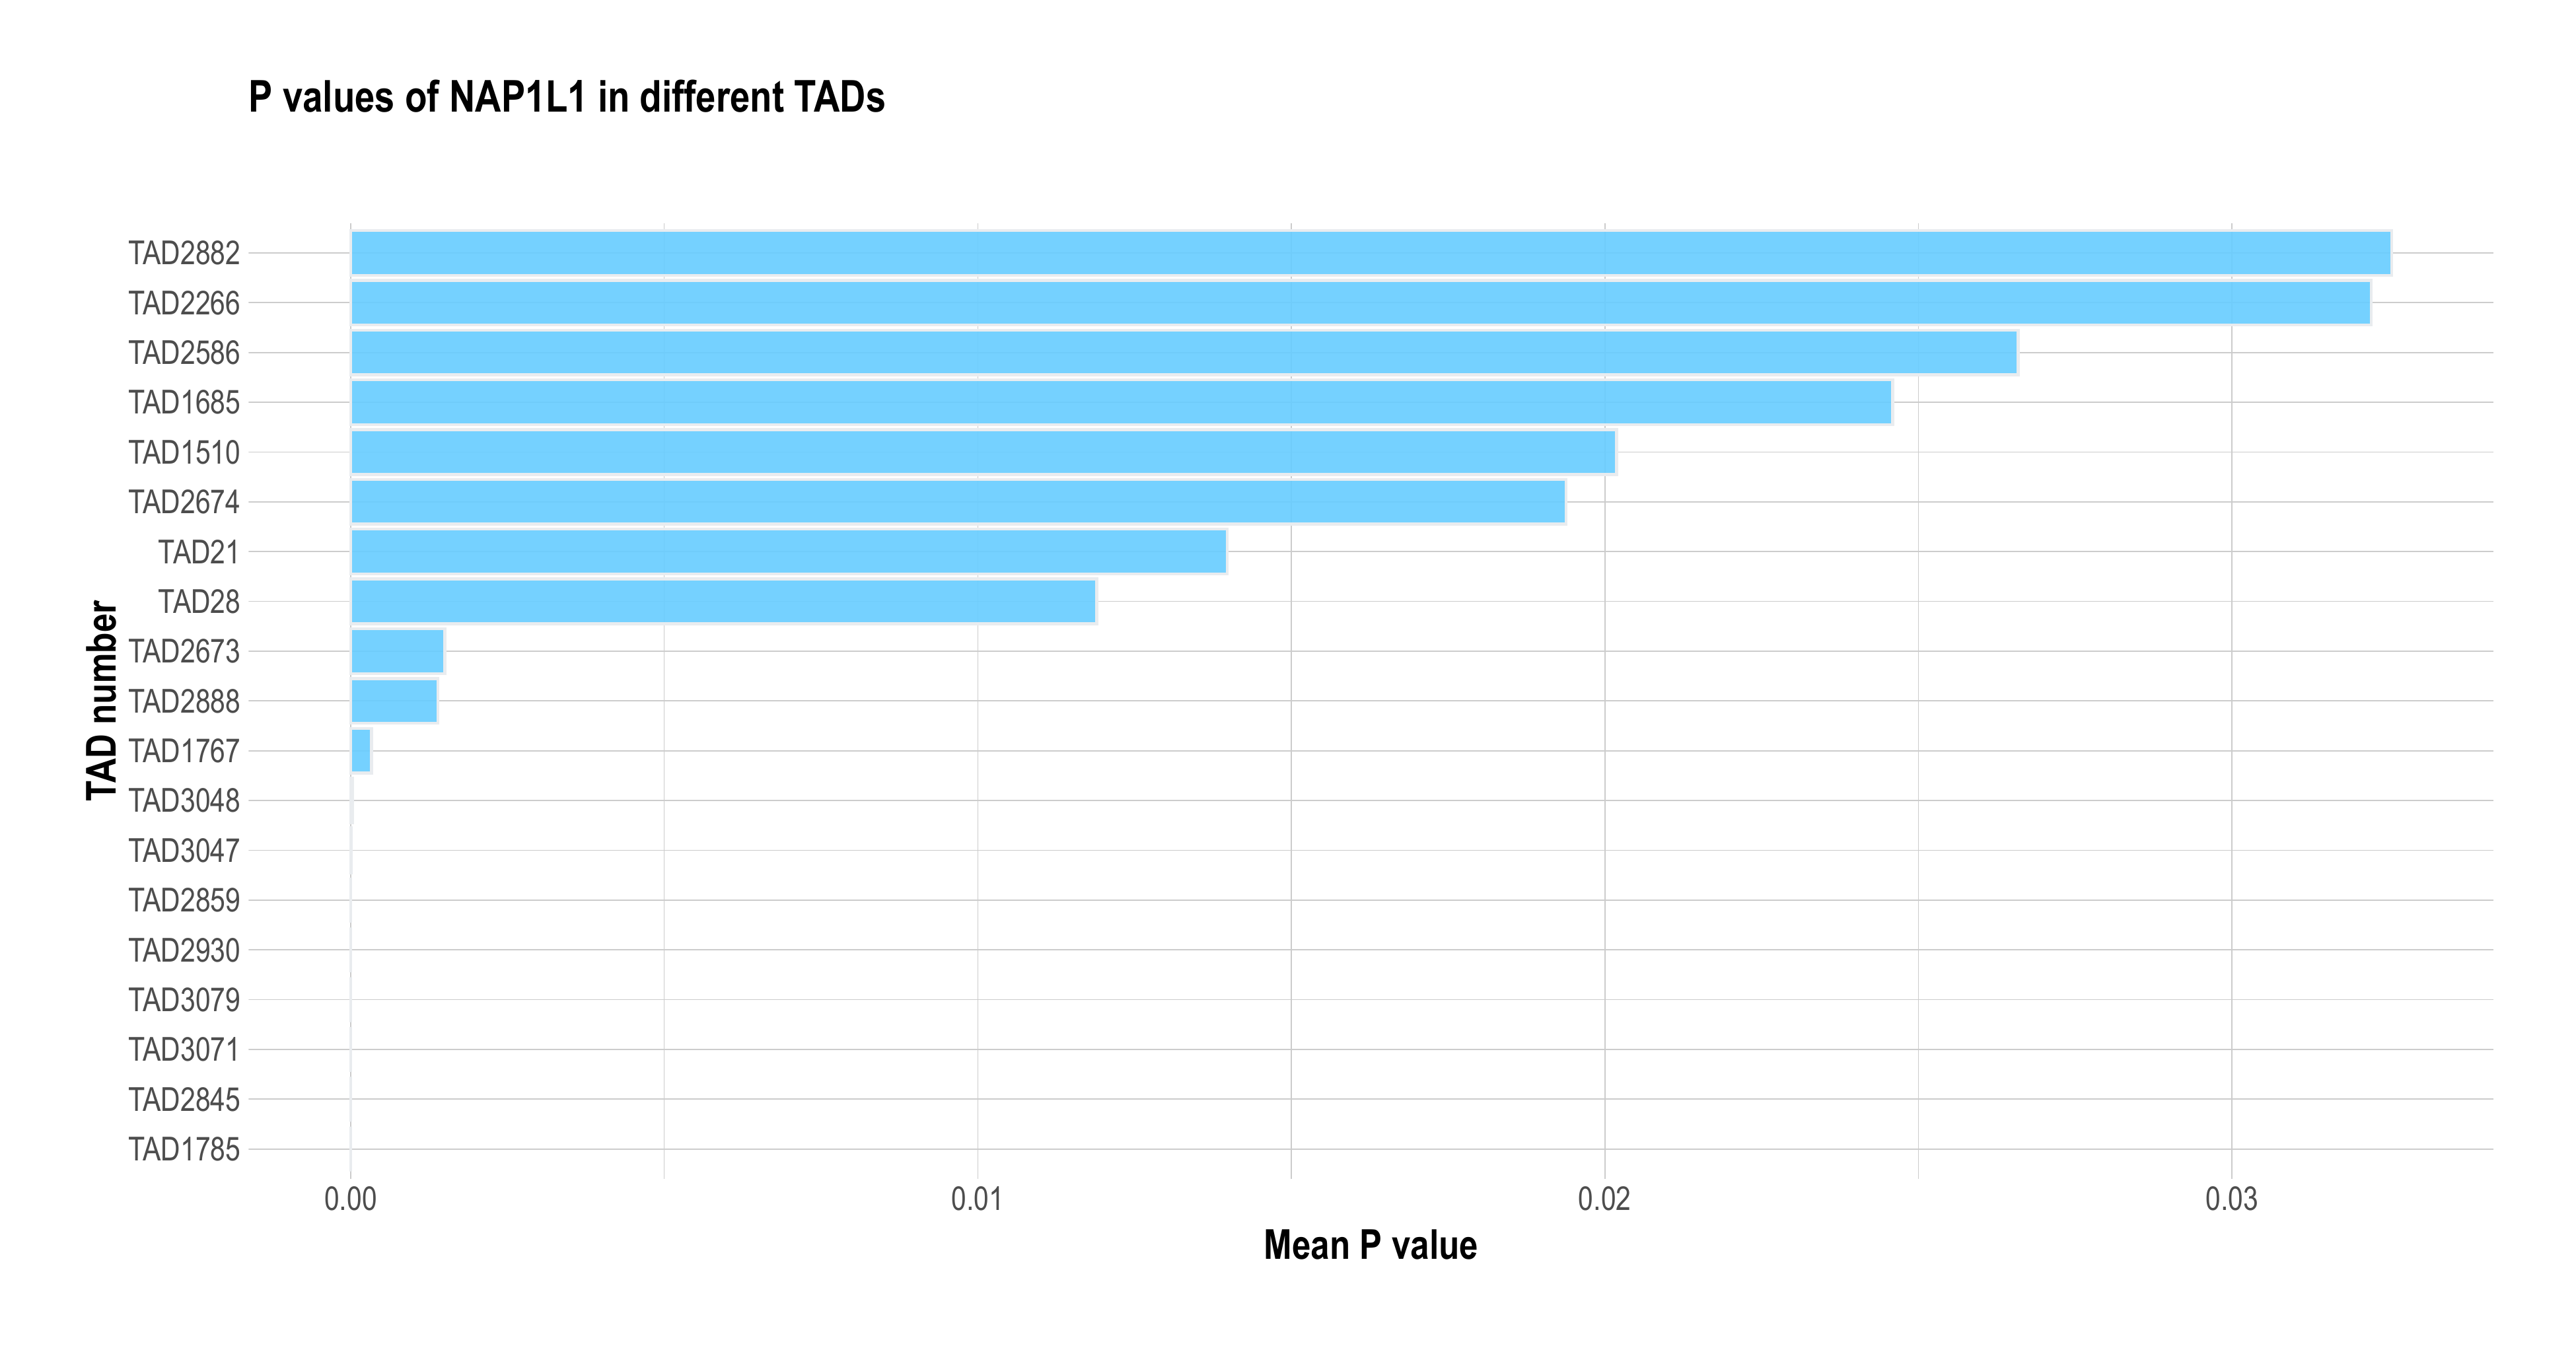 P values of NAP1L1 in different TADs
TAD number
TAD2882
TAD2266
TAD2586
TAD1685
TAD1510
TAD2674
TAD21
TAD28
TAD2673
TAD2888
TAD1767
TAD3048
TAD3047
TAD2859
TAD2930
TAD3079
TAD3071
TAD2845
TAD1785
0.00 0.01 0.02 0.03
Mean P value